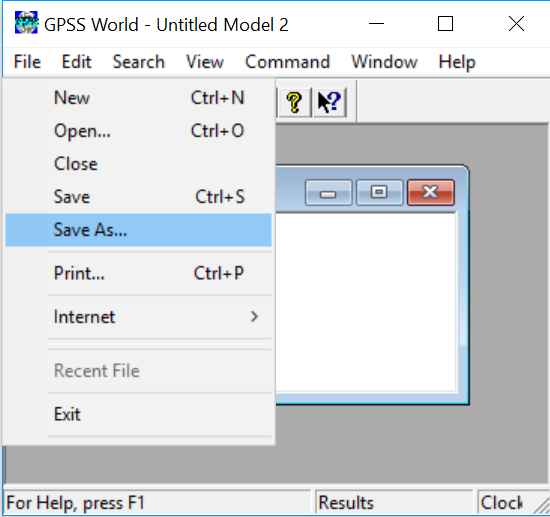 GPSS World - Untitled Model 2
File Edit Search View Command Window Help
New Ctrl+N
Open... Ctrl+O
Close
Save Ctrl+S
Save As...
Print... Ctrl+P
Internet
Recent File
Exit
For Help, press F1 Results Clock